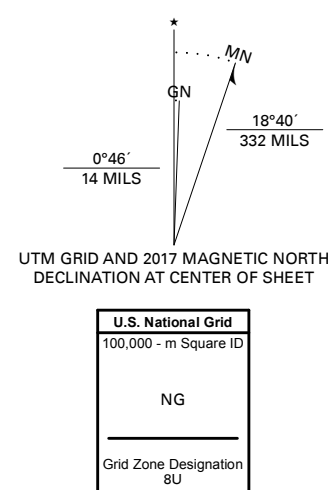 ★
MN
GN
18°40´
332 MILS
0°46´
14 MILS
UTM GRID AND 2017 MAGNETIC NORTH
DECLINATION AT CENTER OF SHEET
U.S. National Grid
100,000 - m Square ID
NG
Grid Zone Designation
8U